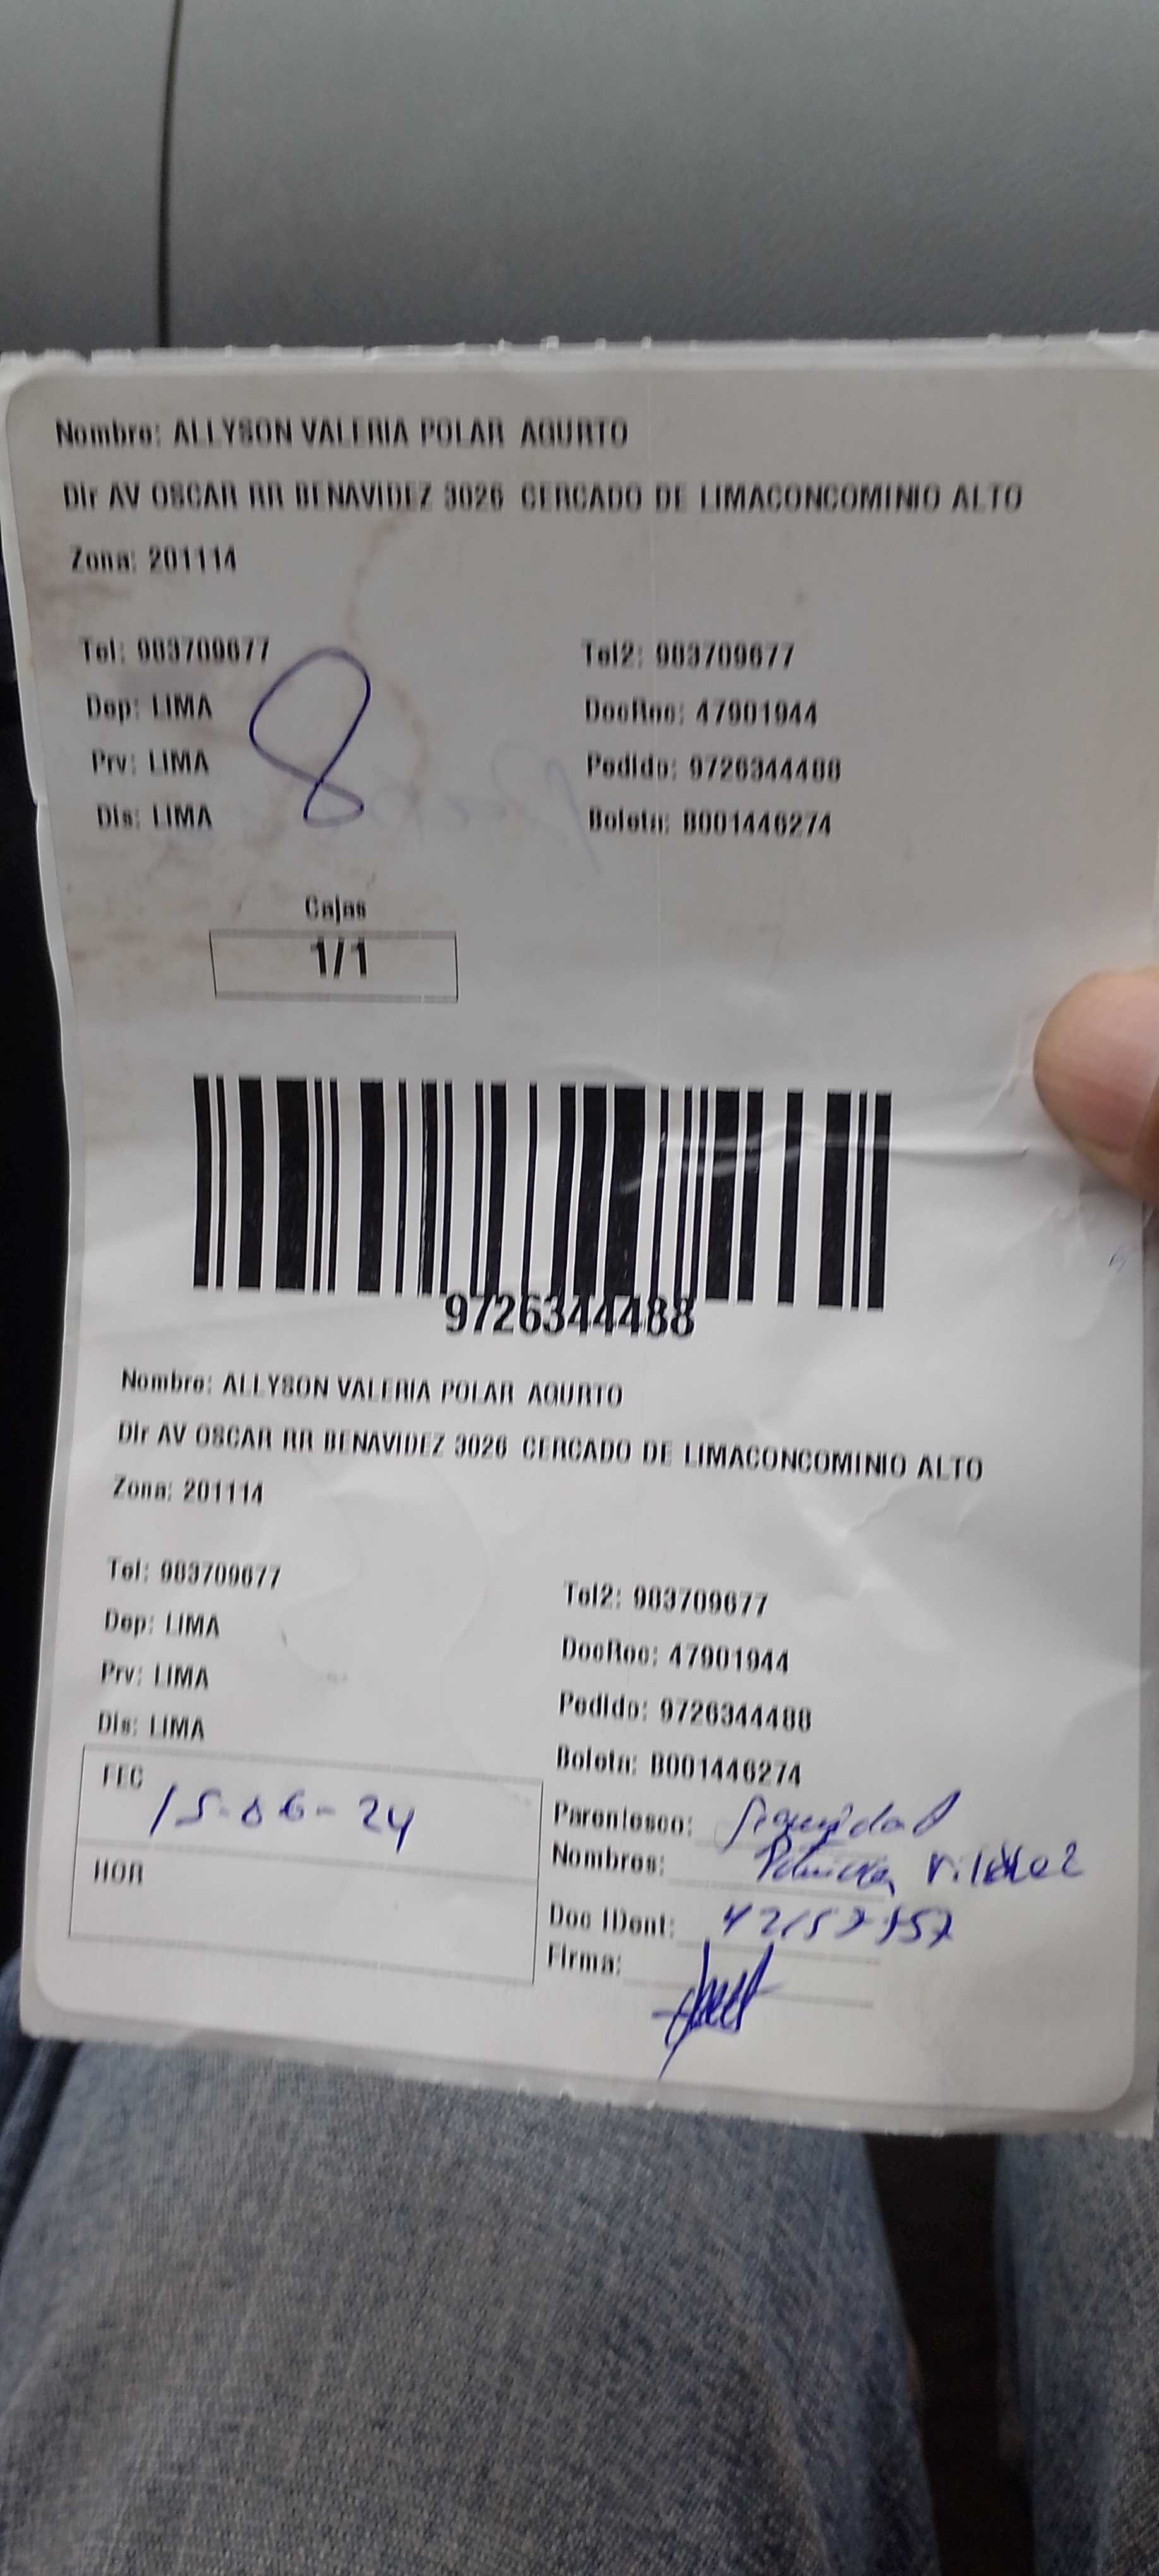 Nombre: ALLYSON VALERIA POLAR AGURTO
Dir AV OSCAR RR BENAVIDEZ 3026 CERCADO DE LIMACONCOMINIO ALTO
Zona: 201114
Tel: 983709677 Tel2: 983709677
Dep: LIMA DocRec: 47901944
Prv: LIMA Pedido: 9726344488
Dis: LIMA Boleta: B001446274
8
Cajas
1/1
9726344488
Nombre: ALLYSON VALERIA POLAR AGURTO
Dir AV OSCAR RR BENAVIDEZ 3026 CERCADO DE LIMACONCOMINIO ALTO
Zona: 201114
Tel: 983709677 Tel2: 983709677
Dep: LIMA DocRec: 47901944
Prv: LIMA Pedido: 9726344488
Dis: LIMA Boleta: B001446274
FEC 15-06-24
HOR
Parentesco: Seguridad
Nombres:
Doc IDent:
Firma: